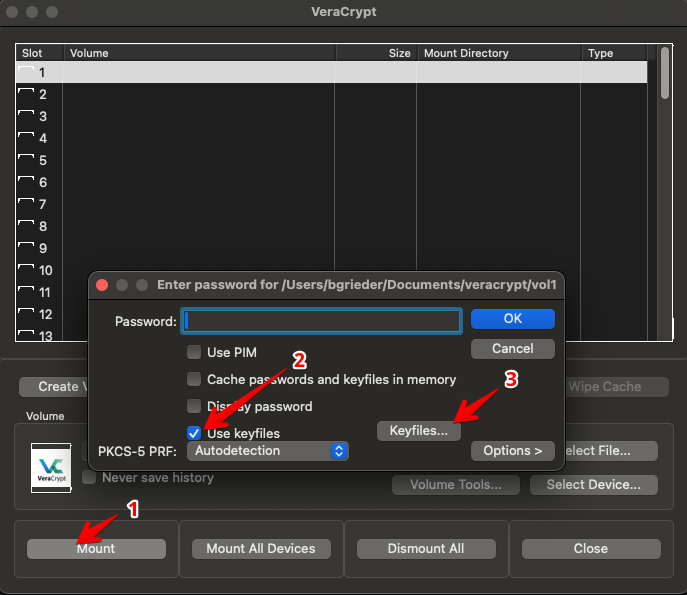 VeraCrypt
Slot Volume Size Mount Directory Type
1
2
3
4
5
6
7
8
9
10
11
12
13
Enter password for /Users/bgrieder/Documents/veracrypt/vol1
Password:
OK
Use PIM
Cancel
2
Cache passwords and keyfiles in memory
3
Display password
Use keyfiles
Keyfiles...
PKCS-5 PRF: Autodetection
Options >
Create V
Wipe Cache
Volume
VC
VeraCrypt
elect File...
Never save history
Volume Tools...
Select Device...
1
Mount
Mount All Devices
Dismount All
Close